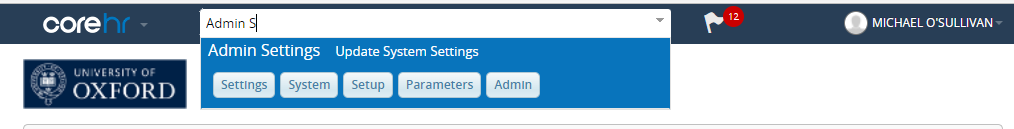 corehr
Admin S
12
MICHAEL O'SULLIVAN
Admin Settings Update System Settings
Settings System Setup Parameters Admin
UNIVERSITY OF
OXFORD